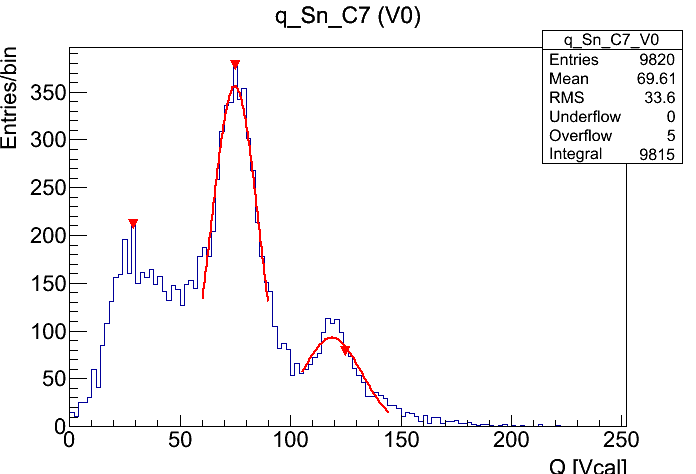 q_Sn_C7 (V0)
q_Sn_C7_V0
Entries 9820
Mean 69.61
RMS 33.6
Underflow 0
Overflow 5
Integral 9815
Entries/bin
350
300
250
200
150
100
50
0
0 50 100 150 200 250
Q [Vcal]